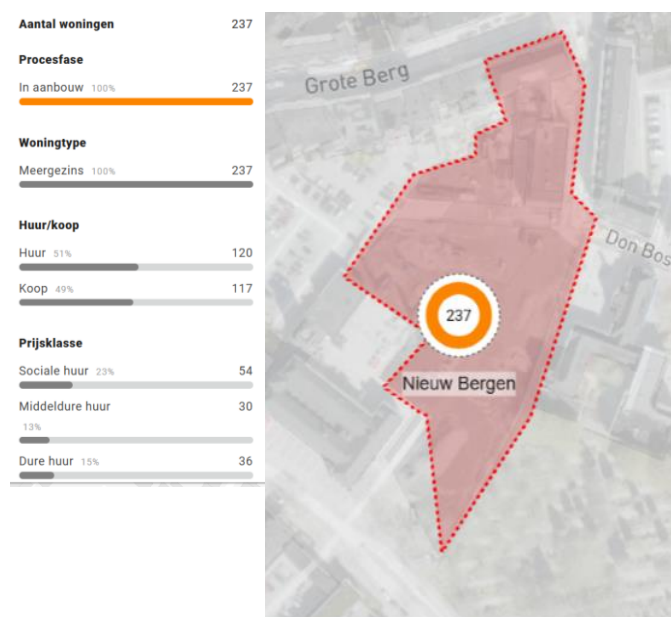 Aantal woningen 237
Procesfase
In aanbouw 100% 237
Woningtype
Meergezins 100% 237
Huur/koop
Huur 51% 120
Koop 49% 117
Prijsklasse
Sociale huur 23% 54
Middeldure huur 30
13%
Dure huur 15% 36
Grote Berg
Don Bos
237
Nieuw Bergen